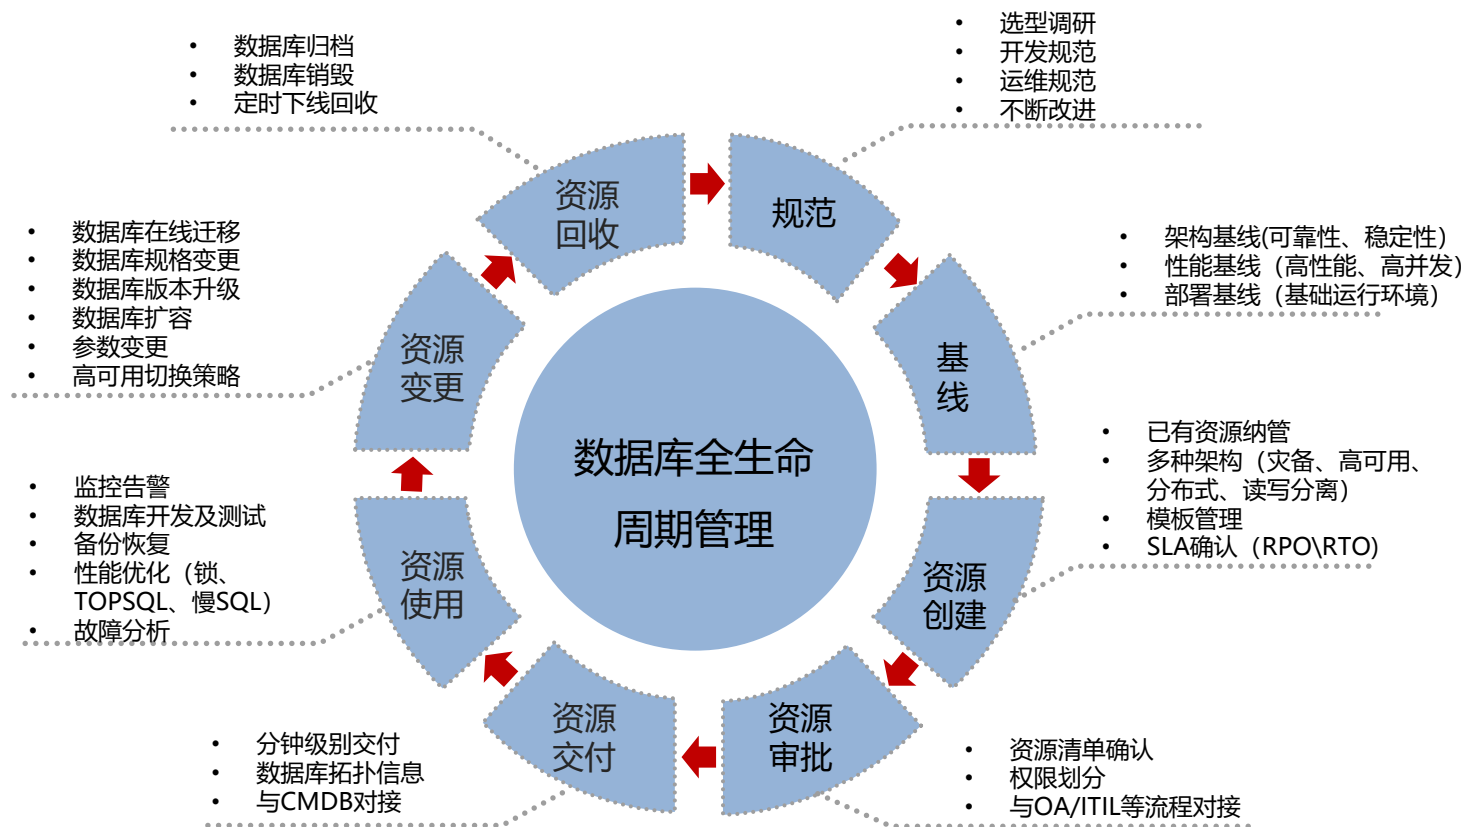 • 数据库归档
• 数据库销毁
• 定时下线回收
• 选型调研
• 开发规范
• 运维规范
• 不断改进
资源
回收
规范
• 数据库在线迁移
• 数据库规格变更
• 数据库版本升级
• 数据库扩容
• 参数变更
• 高可用切换策略
• 架构基线(可靠性、稳定性）
• 性能基线（高性能、高并发）
• 部署基线（基础运行环境）
资源
变更
基
线
数据库全生命
周期管理
• 监控告警
• 数据库开发及测试
• 备份恢复
• 性能优化（锁、
TOPSQL、慢SQL）
• 故障分析
• 已有资源纳管
• 多种架构（灾备、高可用、
分布式、读写分离）
• 模板管理
• SLA确认（RPO\RTO)
资源
使用
资源
创建
资源
交付
资源
审批
• 分钟级别交付
• 数据库拓扑信息
• 与CMDB对接
• 资源清单确认
• 权限划分
• 与OA/ITIL等流程对接